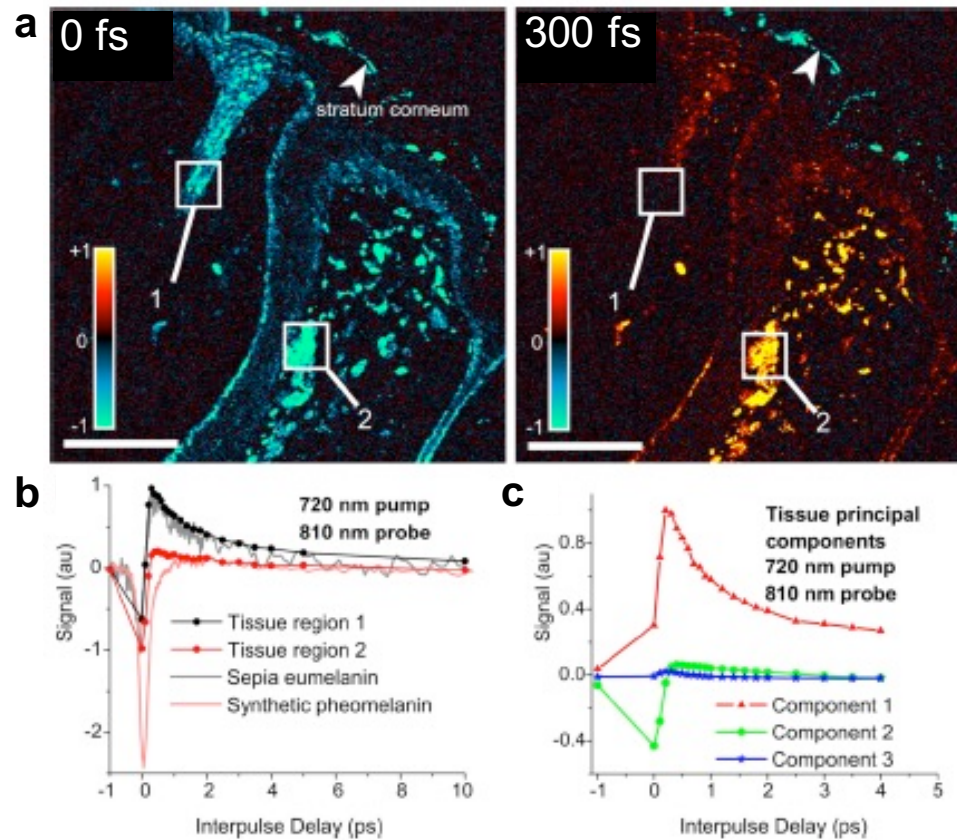 a
0 fs
stratum corneum
+1
0
-1
1
2
300 fs
+1
0
-1
1
2
b
720 nm pump
810 nm probe
Tissue region 1
Tissue region 2
Sepia eumelanin
Synthetic pheomelanin
Signal (au)
1
0
-1
-2
-1 0 2 4 6 8 10
Interpulse Delay (ps)
c
Tissue principal
components
720 nm pump
810 nm probe
Component 1
Component 2
Component 3
Signal (au)
0.8
0.4
0.0
-0.4
-1 0 1 2 3 4 5
Interpulse Delay (ps)